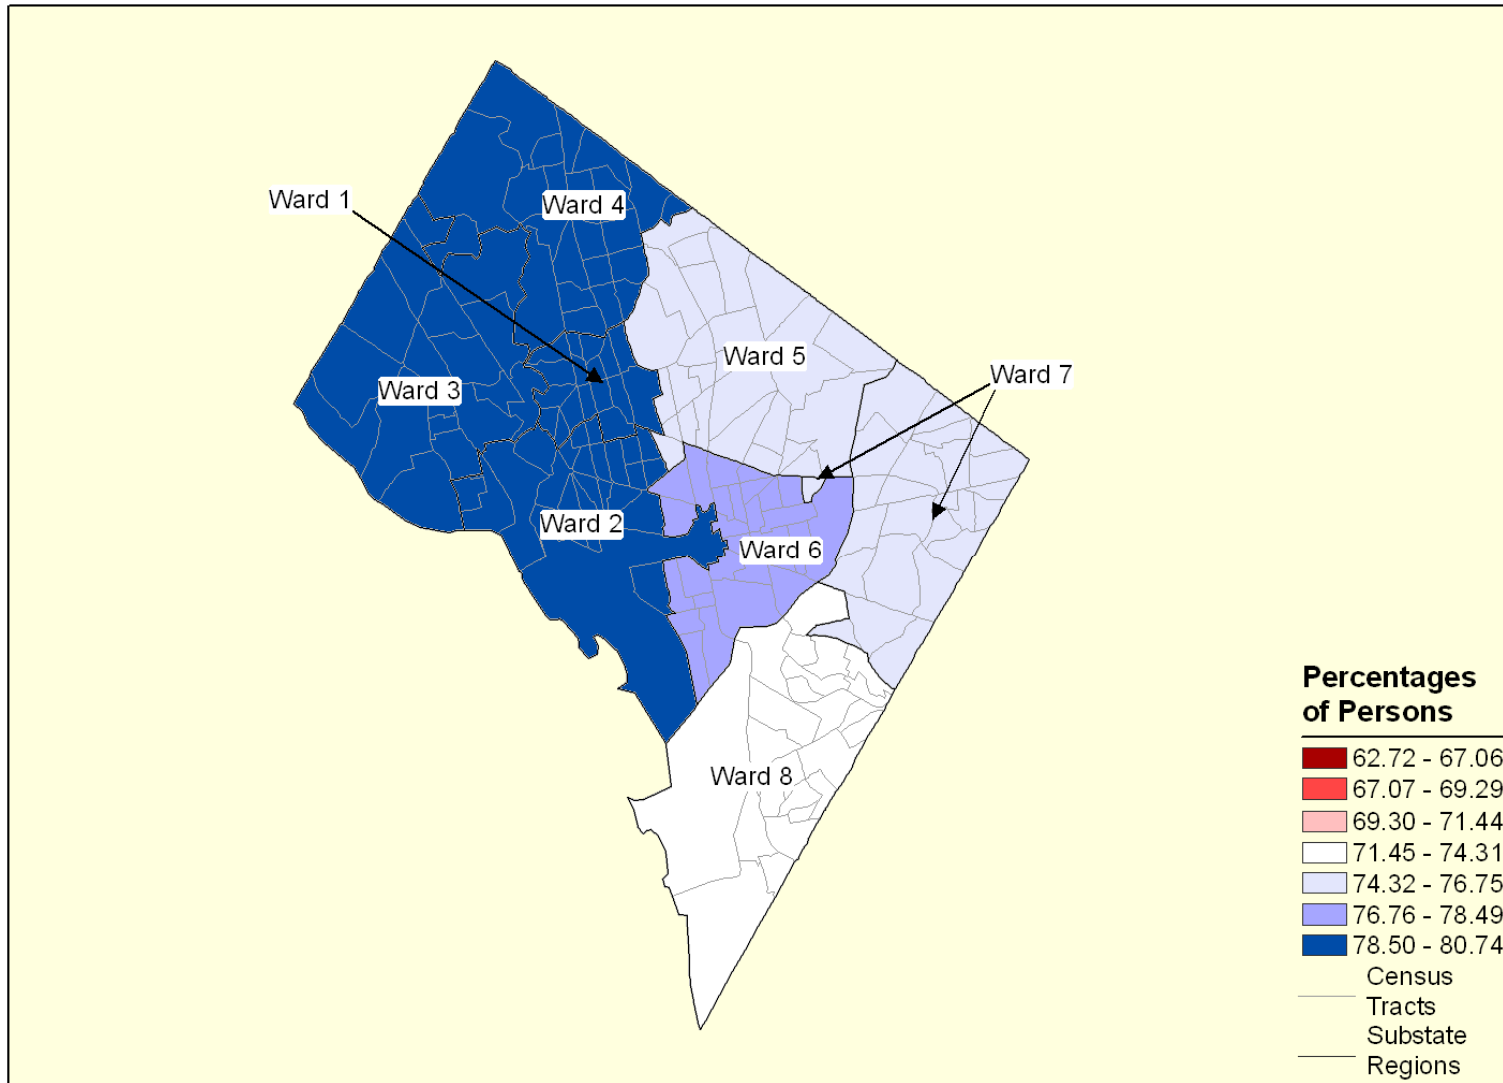 Ward 1
Ward 4
Ward 5
Ward 7
Ward 3
Ward 2
Ward 6
Ward 8
Percentages
of Persons
62.72 - 67.06
67.07 - 69.29
69.30 - 71.44
71.45 - 74.31
74.32 - 76.75
76.76 - 78.49
78.50 - 80.74
Census
Tracts
Substate
Regions